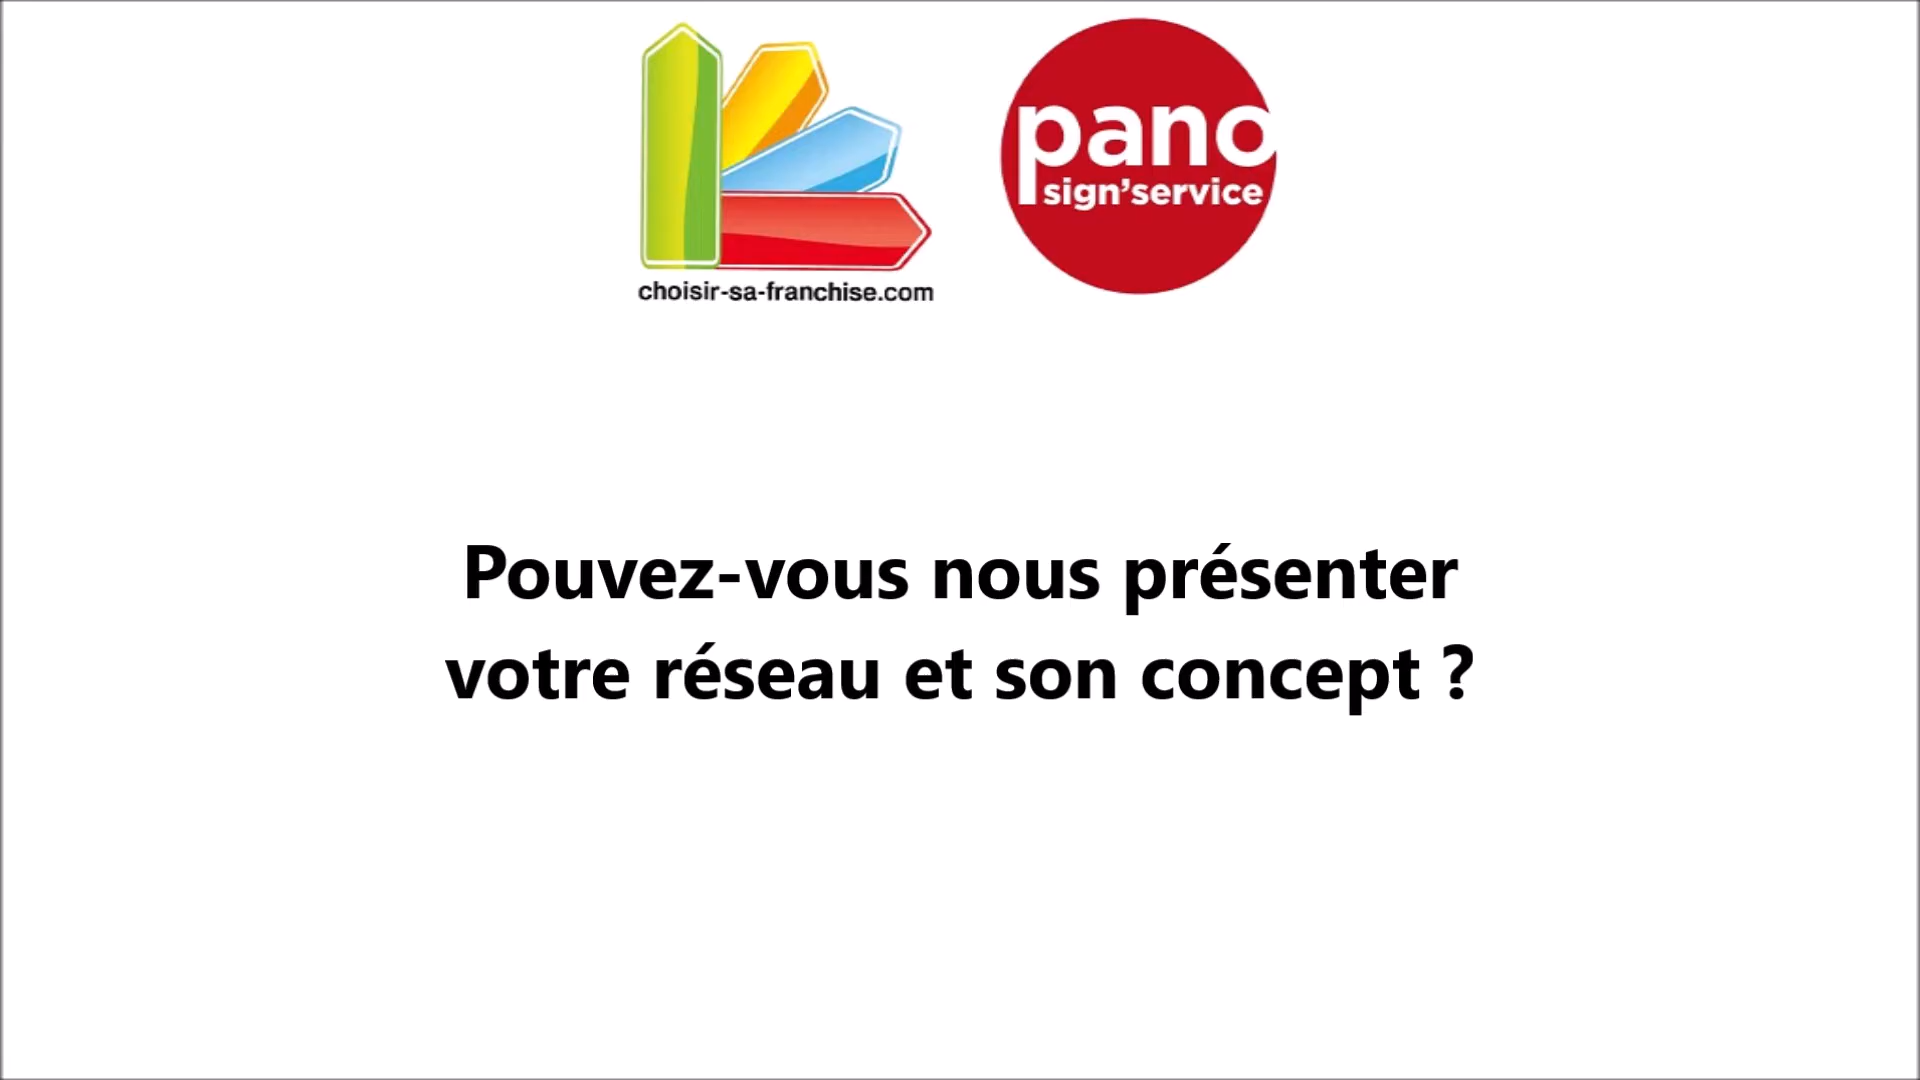 choisir-sa-franchise.com
pano
sign'service
Pouvez-vous nous présenter
votre réseau et son concept ?